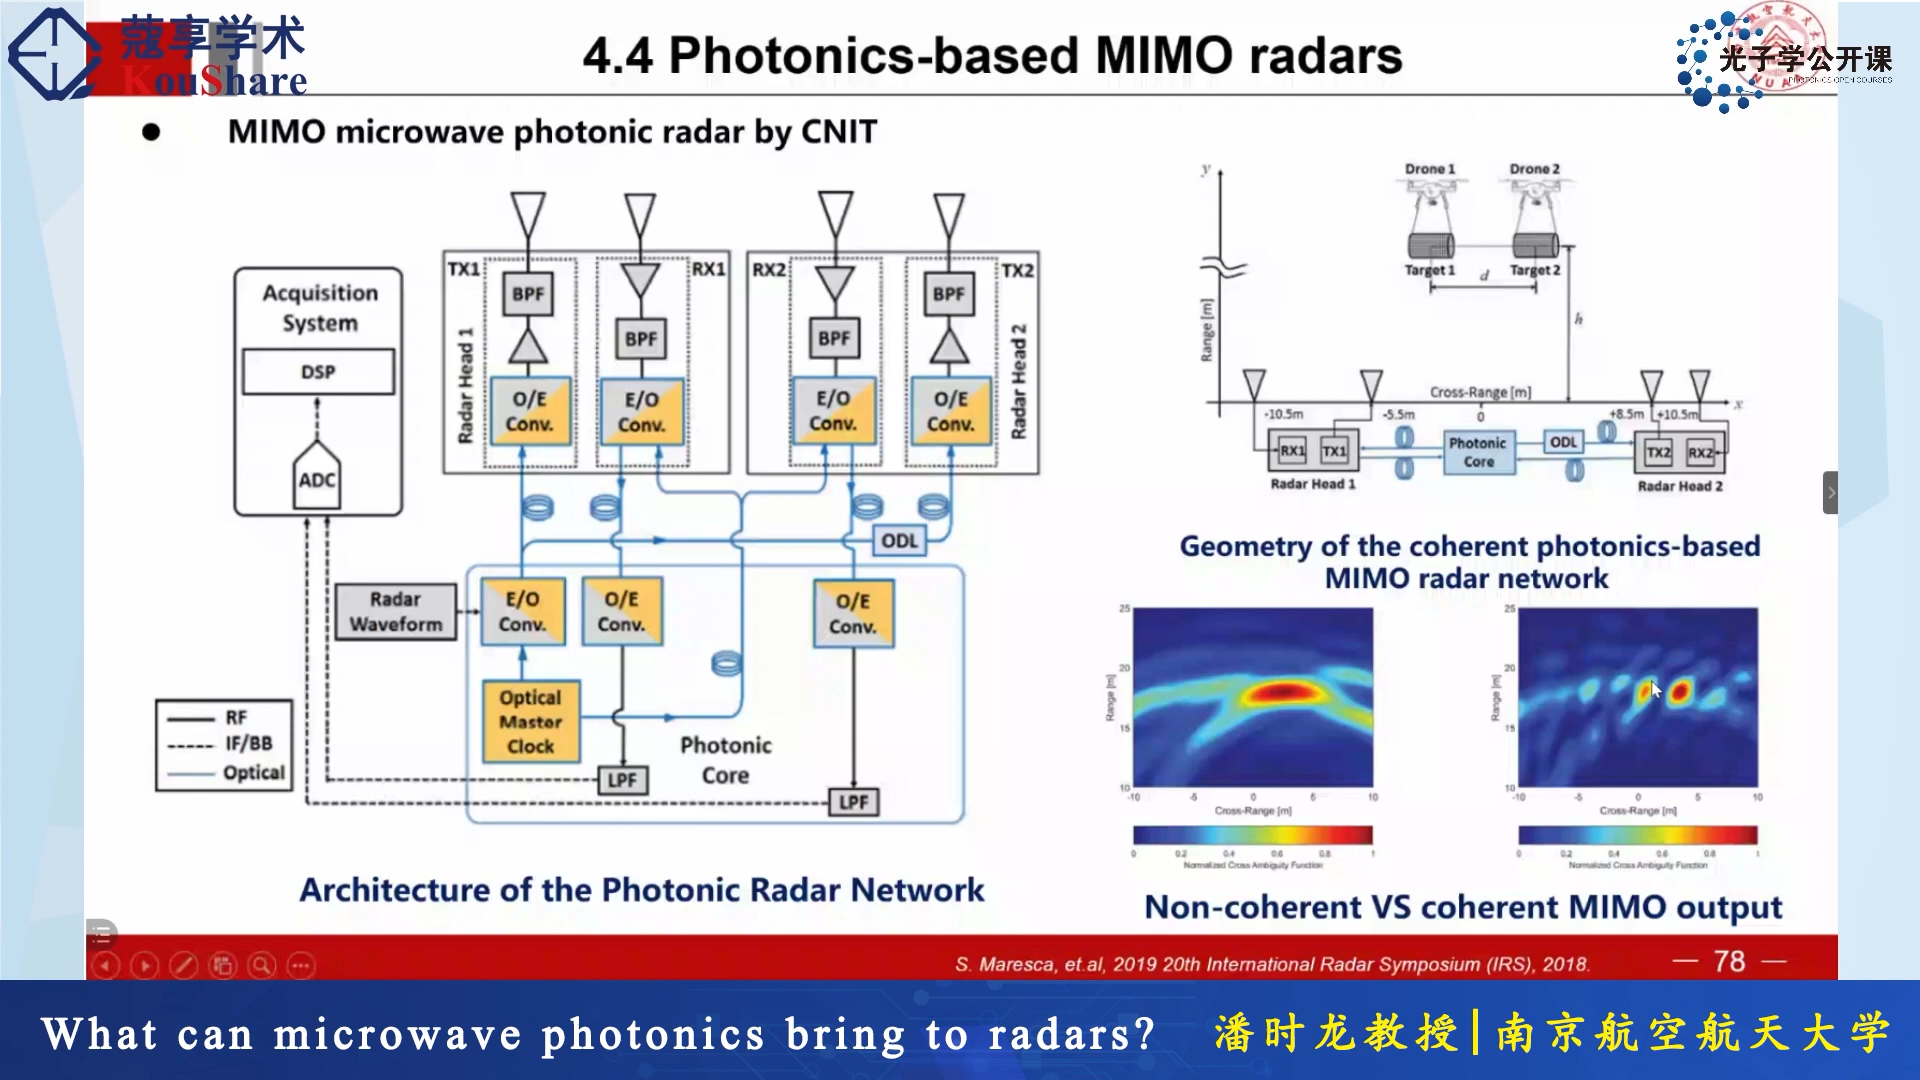 蔻享学术
KouShare
4.4 Photonics-based MIMO radars
光子学公开课
PHOTONICS OPEN COURSES
● MIMO microwave photonic radar by CNIT
Acquisition
System
DSP
ADC
TX1
BPF
O/E
Conv.
Radar Head 1
RX1
BPF
E/O
Conv.
RX2
BPF
E/O
Conv.
TX2
BPF
O/E
Conv.
Radar Head 2
ODL
Radar
Waveform
E/O
Conv.
O/E
Conv.
O/E
Conv.
Optical
Master
Clock
Photonic
Core
LPF
LPF
RF
IF/BB
Optical
Architecture of the Photonic Radar Network
y
Drone 1
Drone 2
Target 1
Target 2
d
h
Range [m]
Cross-Range [m]
x
-10.5m
-5.5m
0
+8.5m
+10.5m
RX1
TX1
Photonic
Core
ODL
TX2
RX2
Radar Head 1
Radar Head 2
Geometry of the coherent photonics-based
MIMO radar network
25
20
15
10
Range [m]
-10 -5 0 5 10
Cross-Range [m]
0 0.2 0.4 0.6 0.8 1
Normalized Cross Ambiguity Function
25
20
15
10
Range [m]
-10 -5 0 5 10
Cross-Range [m]
0 0.2 0.4 0.6 0.8 1
Normalized Cross Ambiguity Function
Non-coherent VS coherent MIMO output
S. Maresca, et.al, 2019 20th International Radar Symposium (IRS), 2018.
— 78 —
What can microwave photonics bring to radars?
潘时龙教授|南京航空航天大学